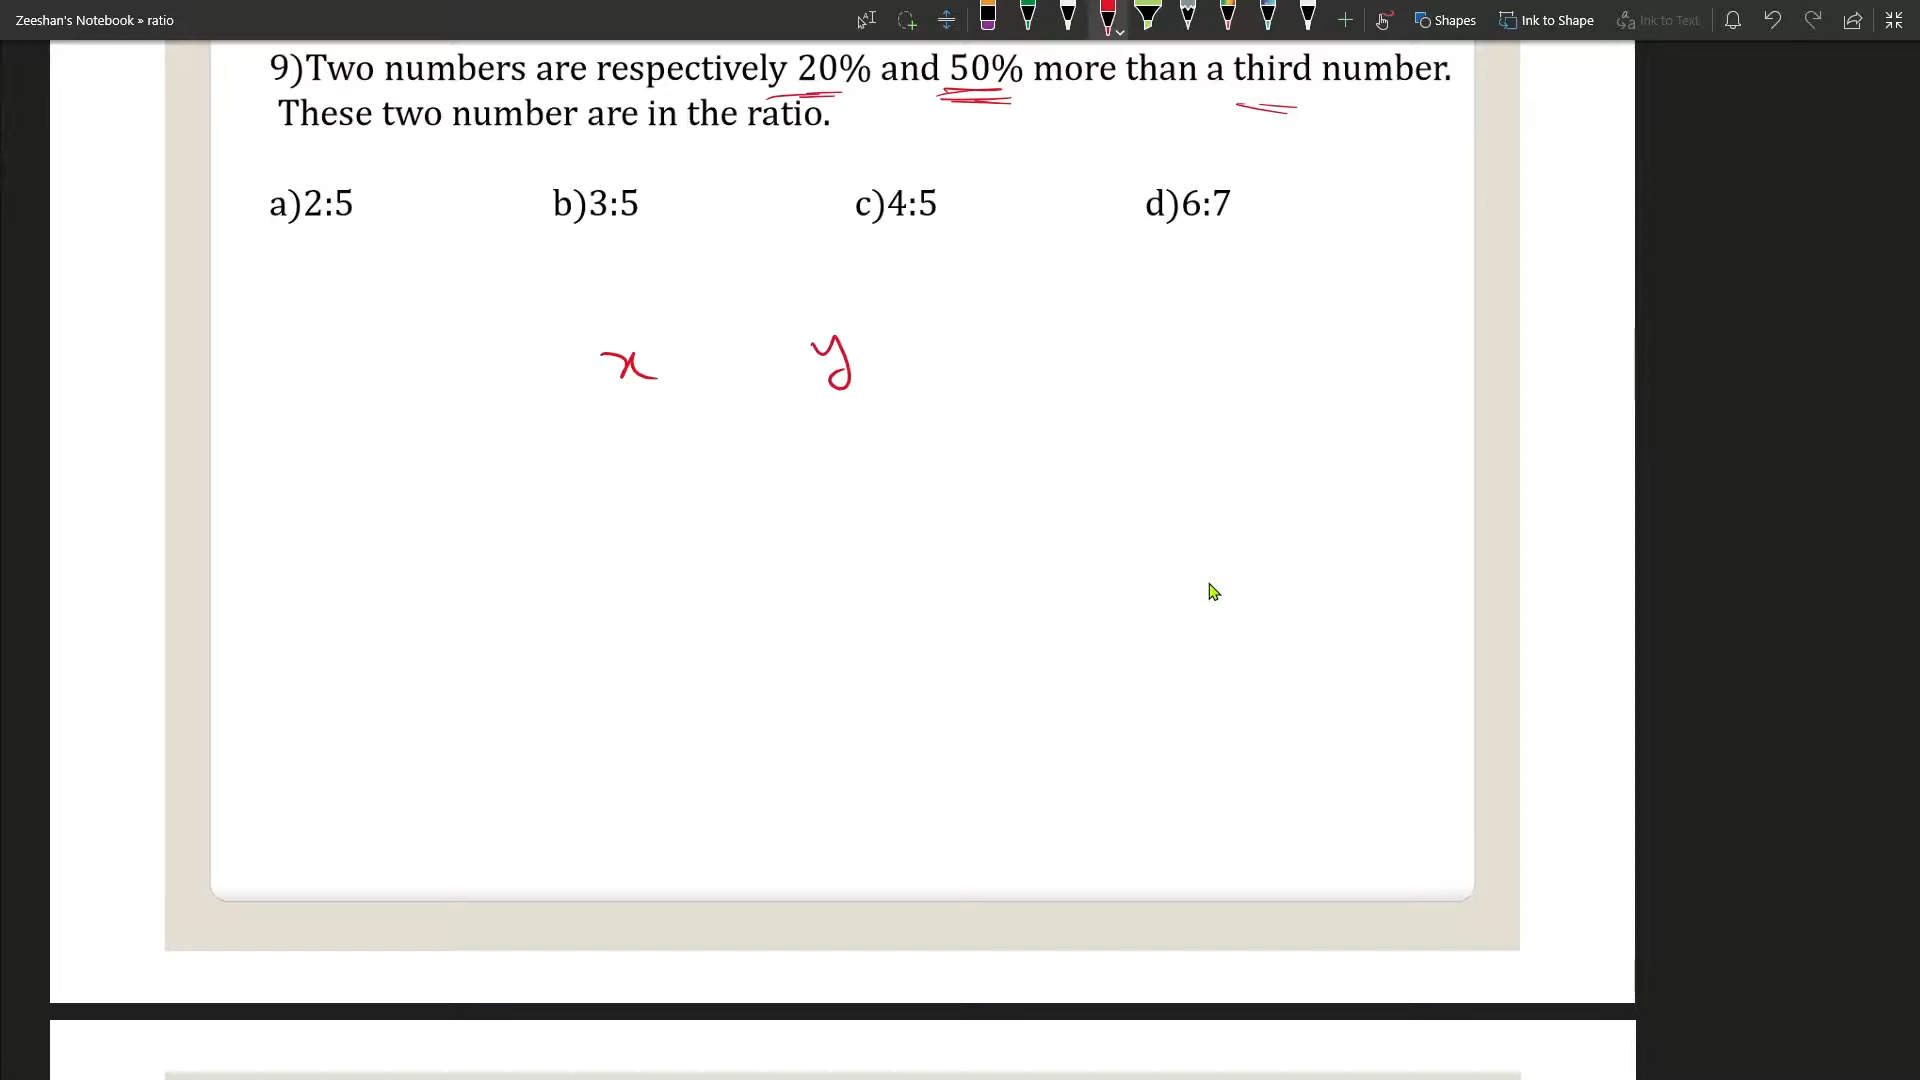 Zeeshan's Notebook » ratio
Shapes
Ink to Shape
Ink to Text
9)Two numbers are respectively 20% and 50% more than a third number.
These two number are in the ratio.
a)2:5 b)3:5 c)4:5 d)6:7
x y